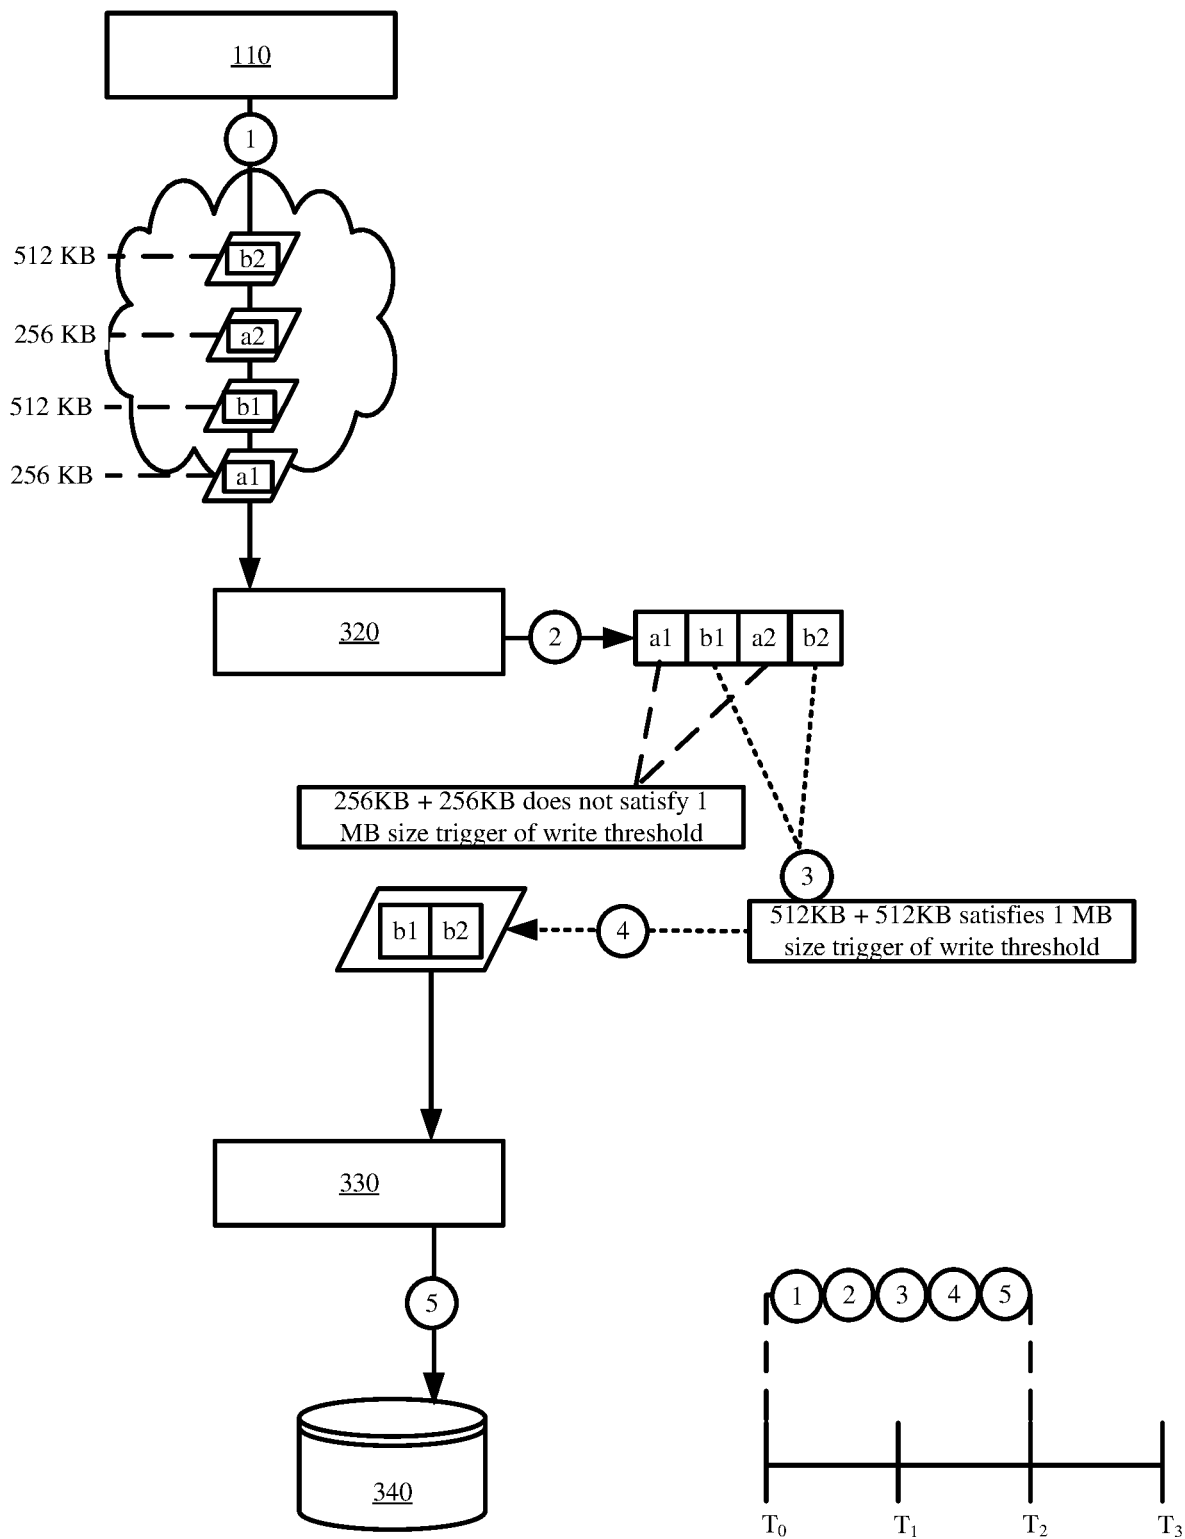 110
1
512 KB
b2
256 KB
a2
512 KB
b1
256 KB
a1
320
2
a1 b1 a2 b2
256KB + 256KB does not satisfy 1
MB size trigger of write threshold
3
512KB + 512KB satisfies 1 MB
size trigger of write threshold
4
b1 b2
330
5
1 2 3 4 5
340
T0 T1 T2 T3